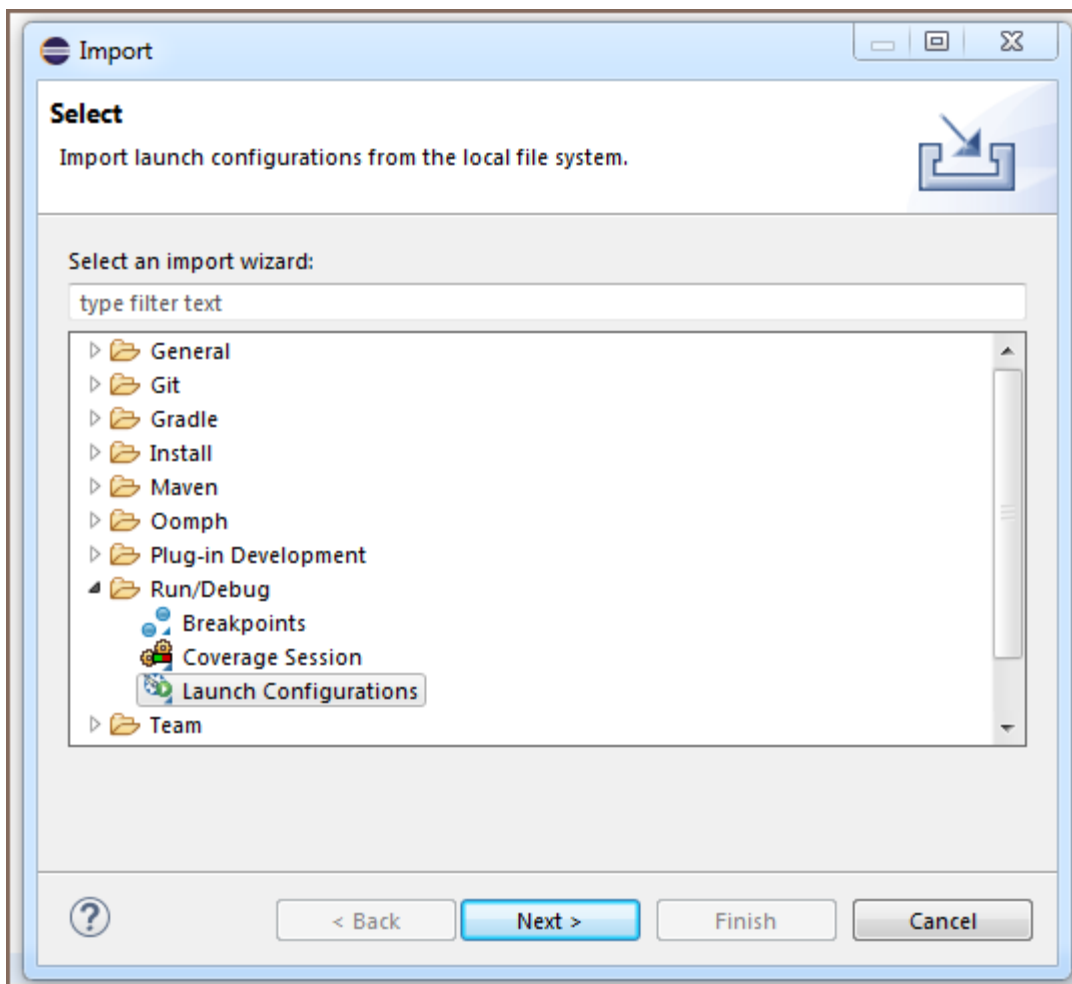 Import
Select
Import launch configurations from the local file system.
Select an import wizard:
type filter text
General
Git
Gradle
Install
Maven
Oomph
Plug-in Development
Run/Debug
Breakpoints
Coverage Session
Launch Configurations
Team
?
< Back Next > Finish Cancel